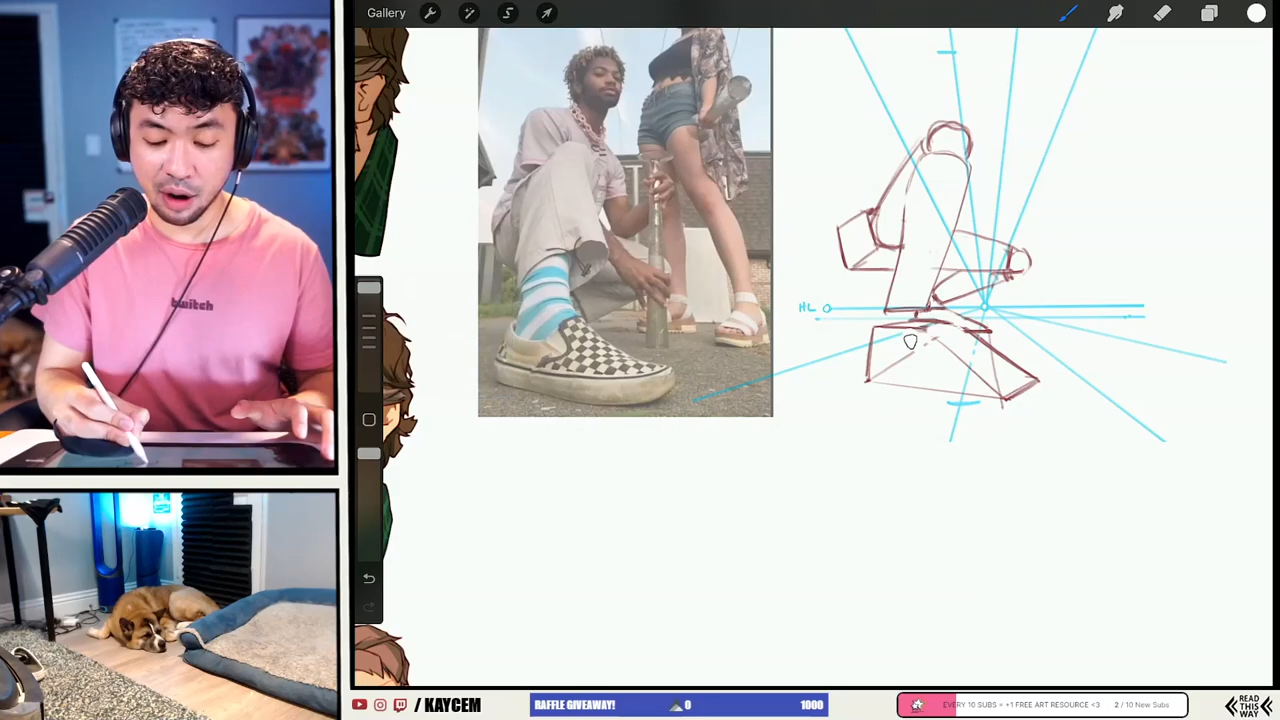 Gallery
twitch
HL
/ KAYCEM
RAFFLE GIVEAWAY! 0 1000
EVERY 10 SUBS = +1 FREE ART RESOURCE <3 2 / 10 New Subs
READ
THIS
WAY